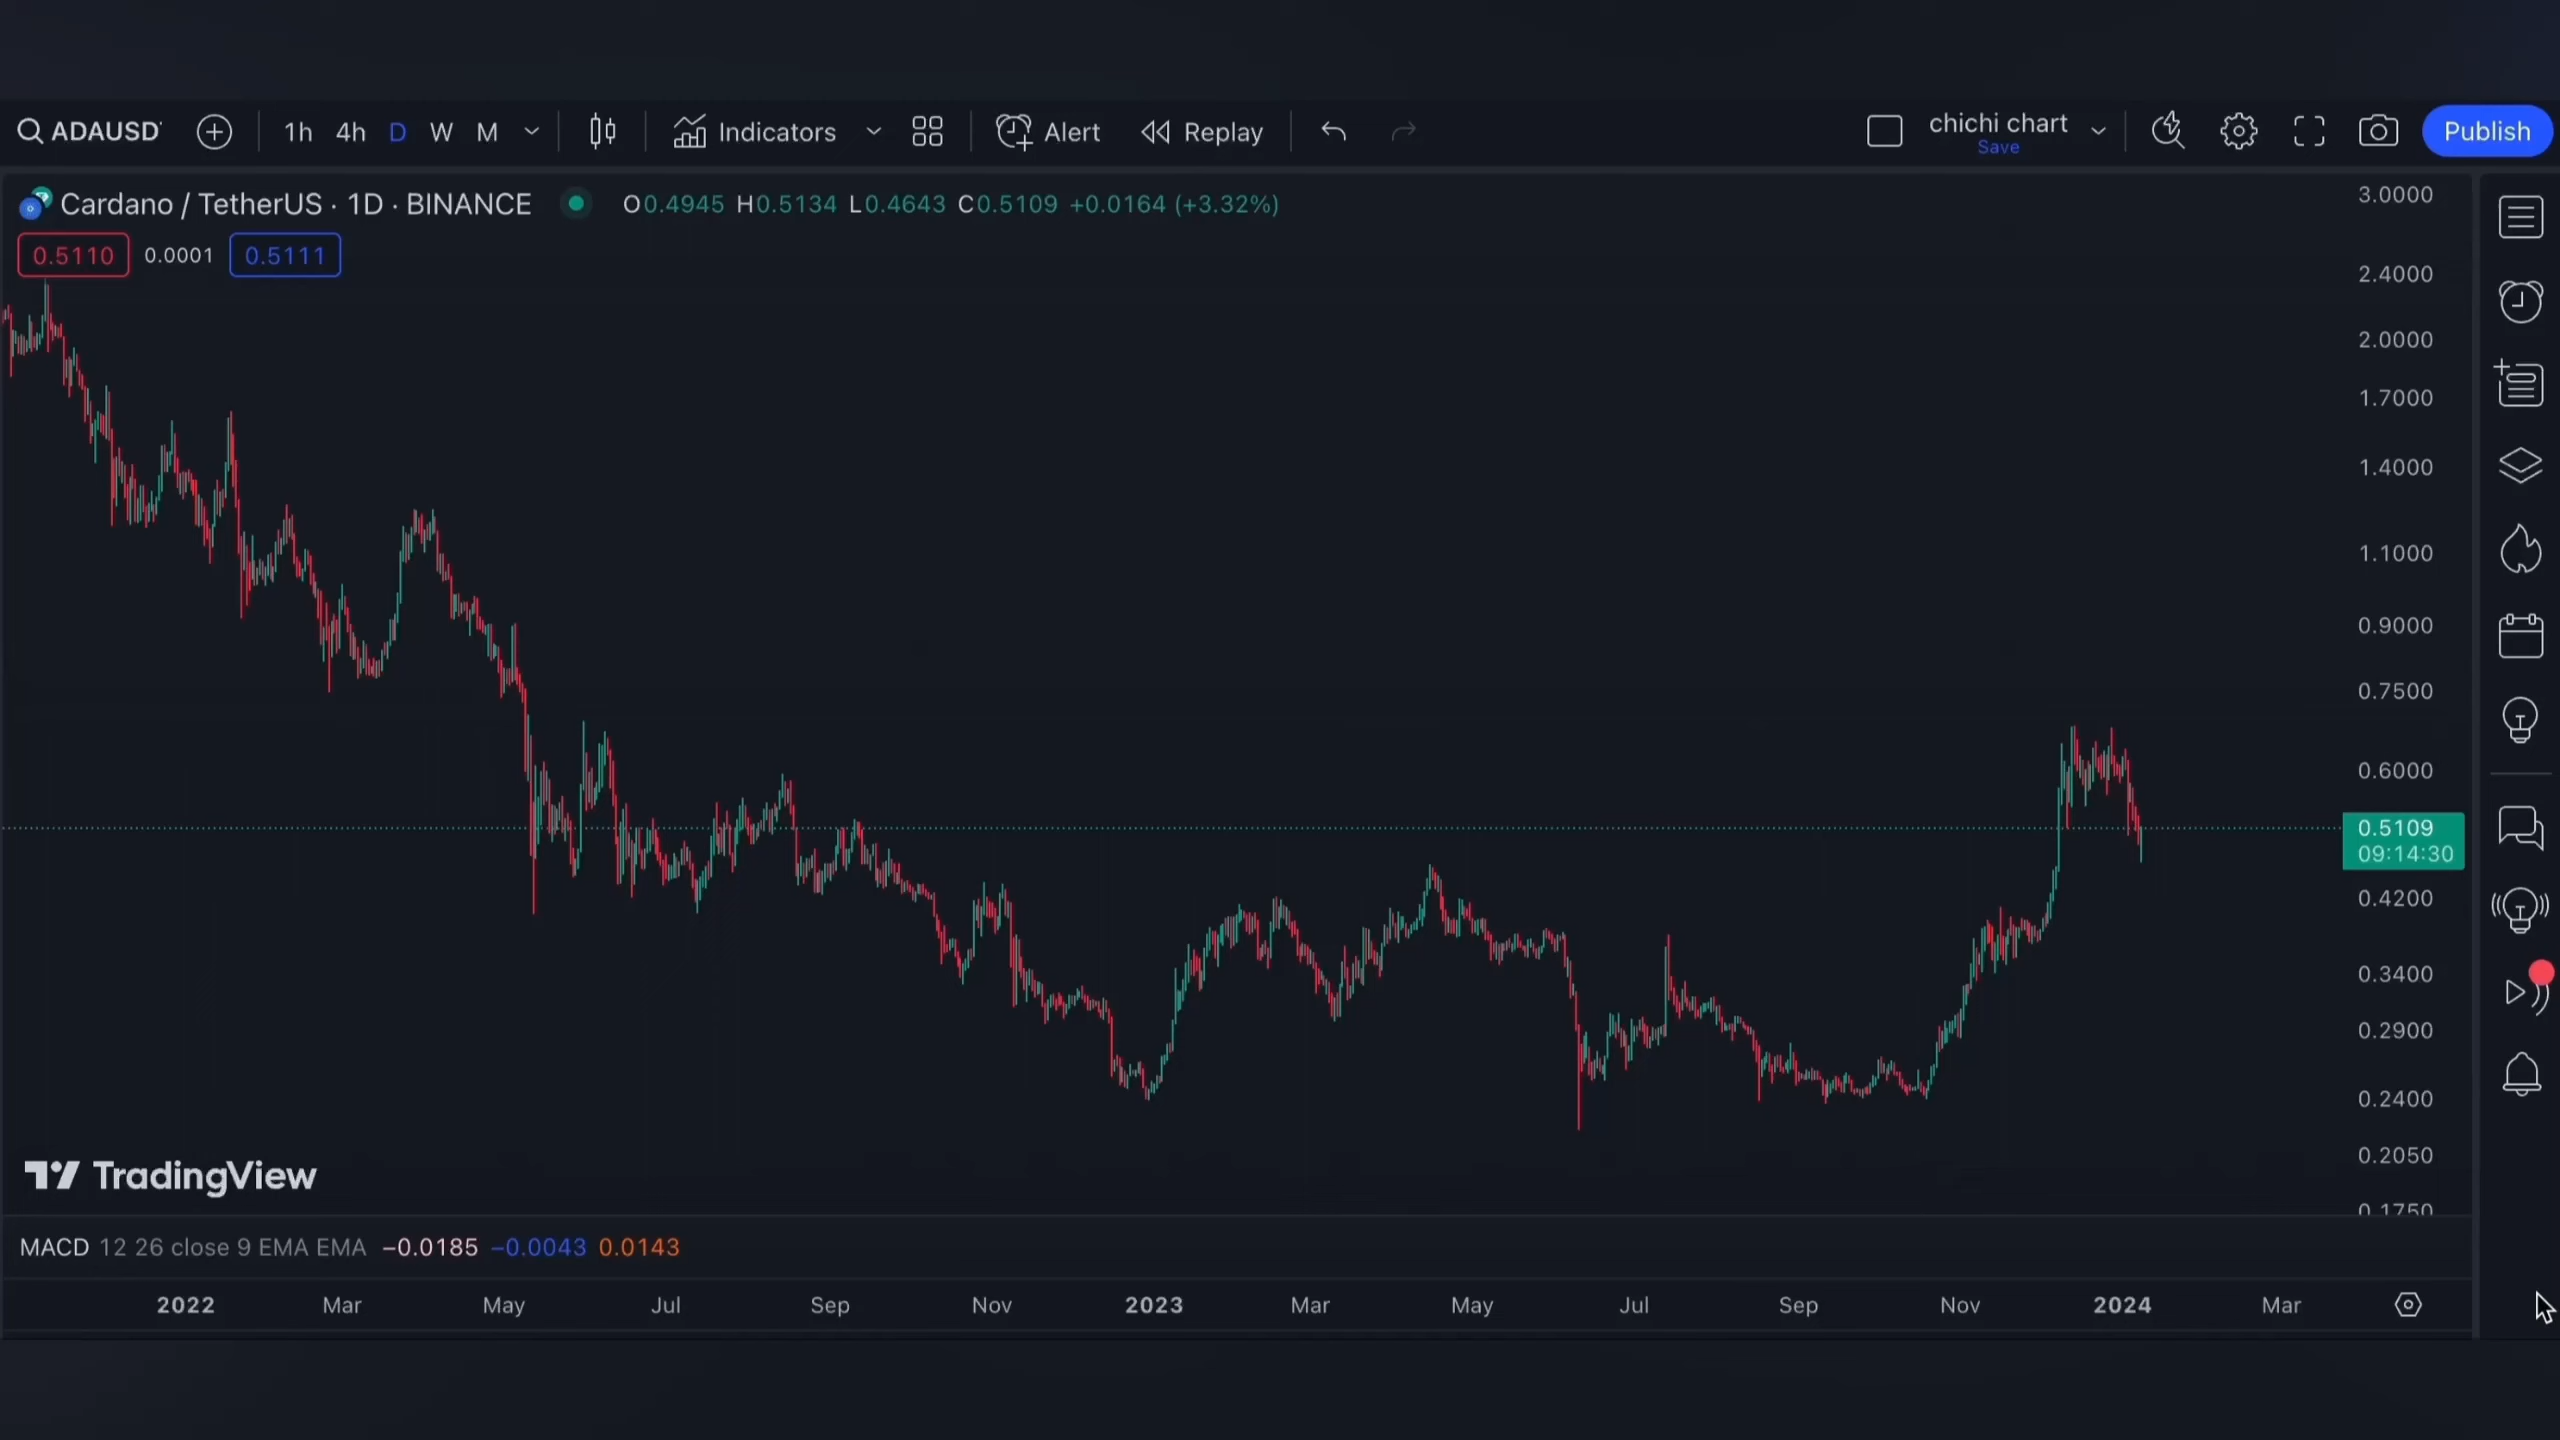 ADAUSD
1h 4h D W M Indicators Alert Replay chichi chart Save Publish
Cardano / TetherUS · 1D · BINANCE O0.4945 H0.5134 L0.4643 C0.5109 +0.0164 (+3.32%)
0.5110 0.0001 0.5111
3.0000
2.4000
2.0000
1.7000
1.4000
1.1000
0.9000
0.7500
0.6000
0.5109
09:14:30
0.4200
0.3400
0.2900
0.2400
0.2050
0.1750
TradingView
MACD 12 26 close 9 EMA EMA −0.0185 −0.0043 0.0143
2022 Mar May Jul Sep Nov 2023 Mar May Jul Sep Nov 2024 Mar